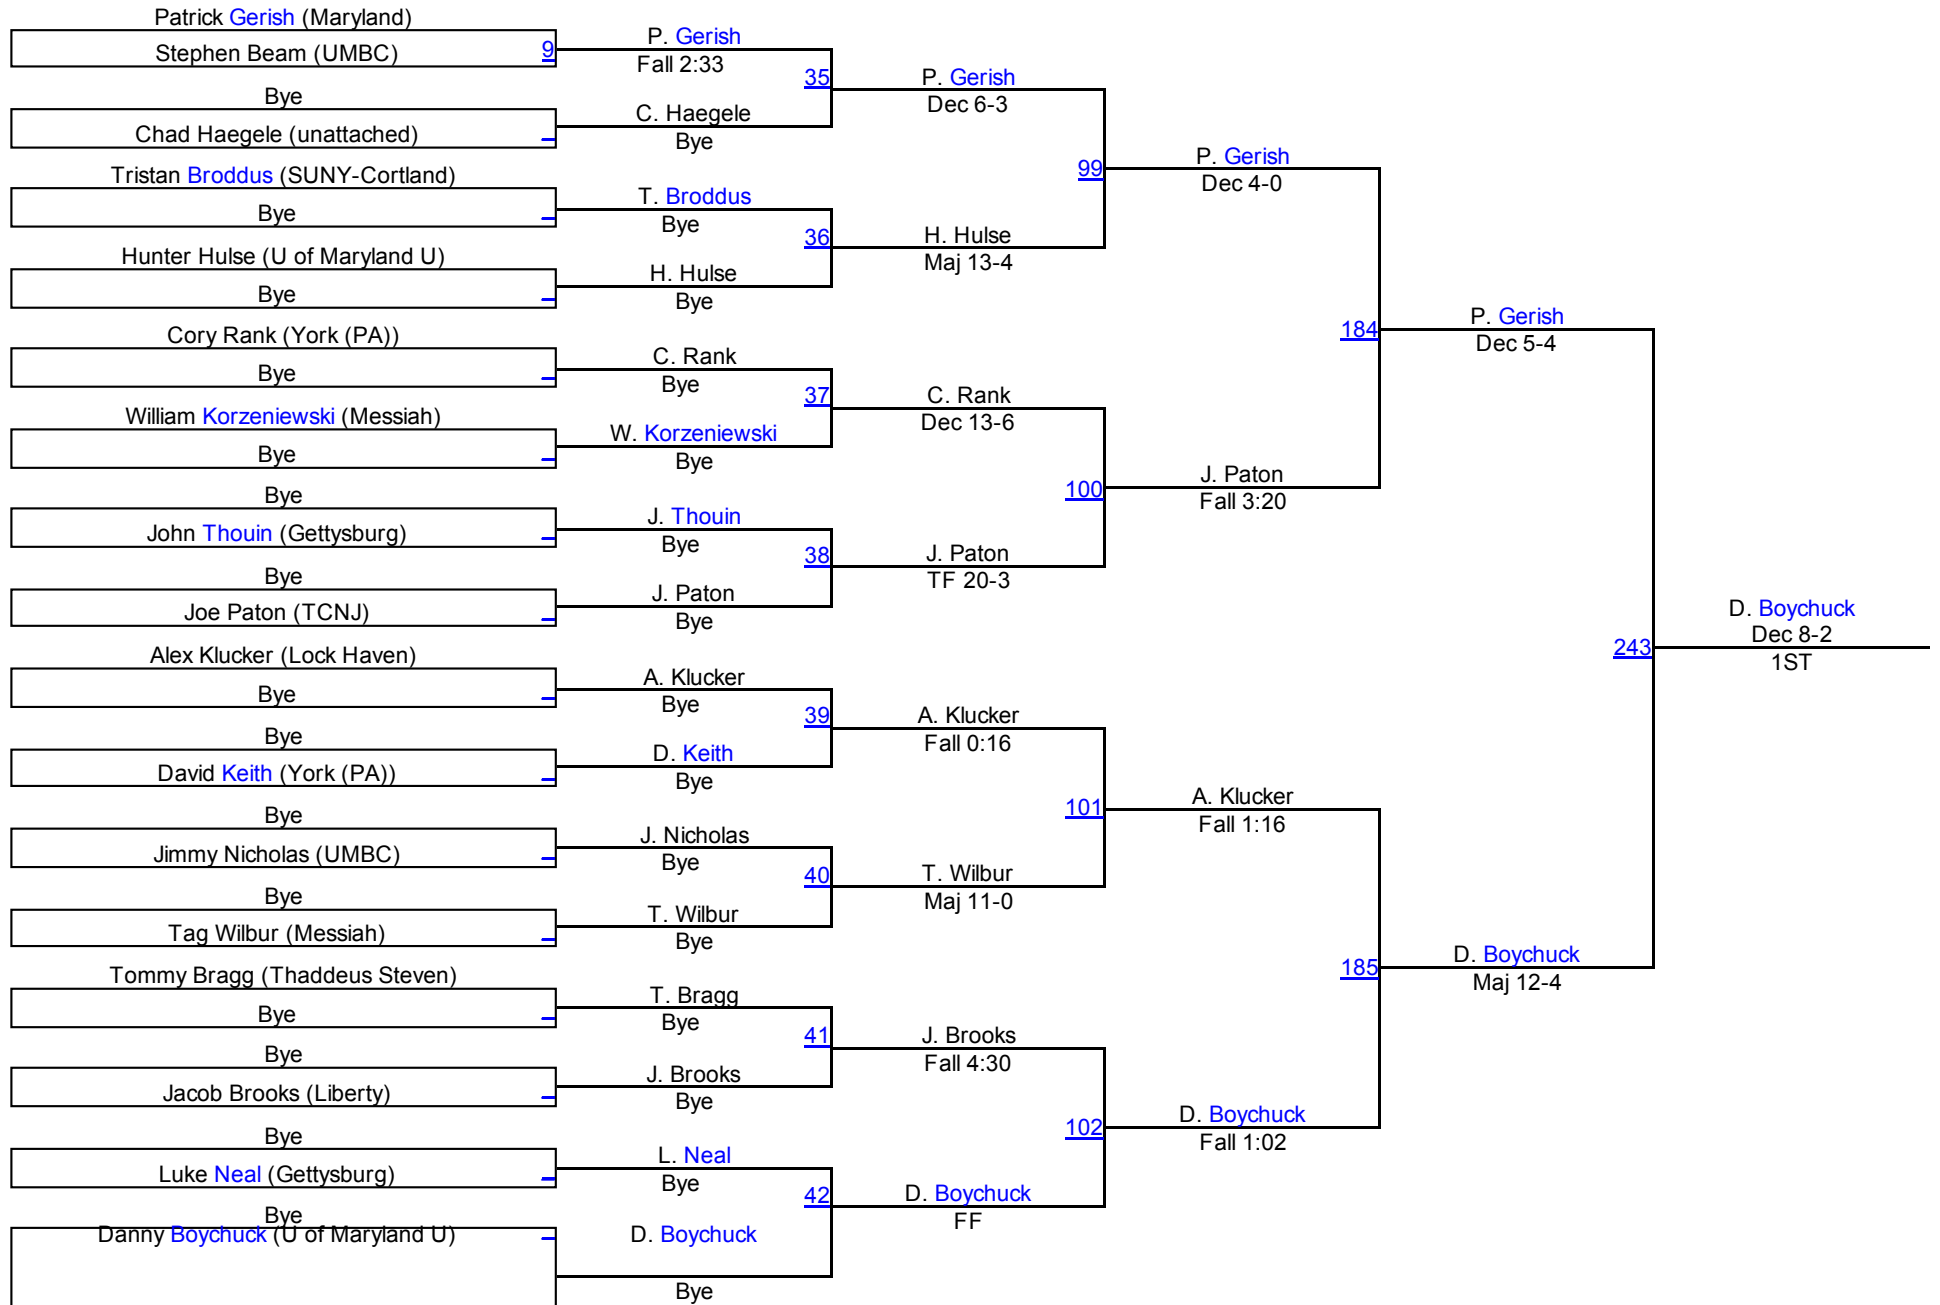 Patrick Gerish (Maryland)
Stephen Beam (UMBC)
9
Bye
Chad Haegele (unattached)
Tristan Broddus (SUNY-Cortland)
Bye
Hunter Hulse (U of Maryland U)
Bye
Cory Rank (York (PA))
Bye
William Korzeniewski (Messiah)
Bye
Bye
John Thouin (Gettysburg)
Bye
Joe Paton (TCNJ)
Alex Klucker (Lock Haven)
Bye
Bye
David Keith (York (PA))
Bye
Jimmy Nicholas (UMBC)
Bye
Tag Wilbur (Messiah)
Tommy Bragg (Thaddeus Steven)
Bye
Bye
Jacob Brooks (Liberty)
Bye
Luke Neal (Gettysburg)
Bye
Danny Boychuck (U of Maryland U)
P. Gerish
Fall 2:33
35
C. Haegele
Bye
T. Broddus
Bye
36
H. Hulse
Bye
C. Rank
Bye
37
W. Korzeniewski
Bye
J. Thouin
Bye
38
J. Paton
Bye
A. Klucker
Bye
39
D. Keith
Bye
J. Nicholas
Bye
40
T. Wilbur
Bye
T. Bragg
Bye
41
J. Brooks
Bye
L. Neal
Bye
42
D. Boychuck
Bye
P. Gerish
Dec 6-3
99
H. Hulse
Maj 13-4
C. Rank
Dec 13-6
100
J. Paton
TF 20-3
A. Klucker
Fall 0:16
101
T. Wilbur
Maj 11-0
J. Brooks
Fall 4:30
102
D. Boychuck
FF
P. Gerish
Dec 4-0
184
J. Paton
Fall 3:20
A. Klucker
Fall 1:16
185
D. Boychuck
Fall 1:02
P. Gerish
Dec 5-4
243
D. Boychuck
Maj 12-4
D. Boychuck
Dec 8-2
1ST